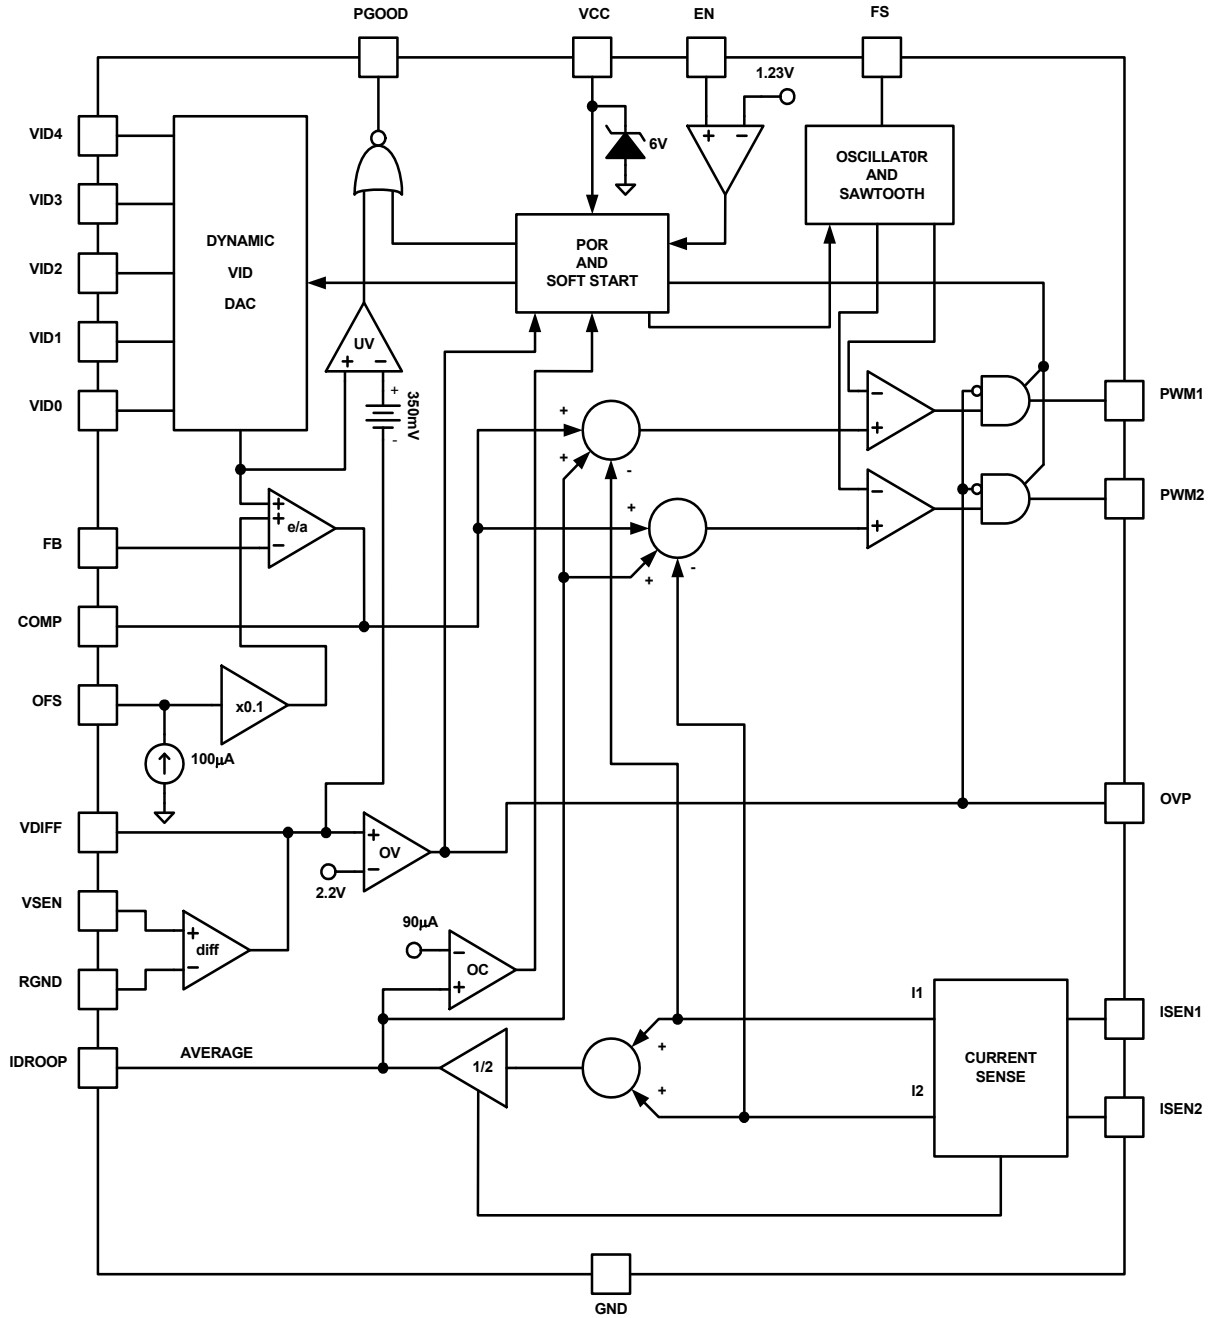 PGOOD
VCC
EN
FS
1.23V
6V
VID4
VID3
VID2
VID1
VID0
DYNAMIC
VID
DAC
POR
AND
SOFT START
OSCILLAT0R
AND
SAWTOOTH
+
−
UV
+
−
+
350mV
-
+
+
-
−
+
PWM1
+
+
-
−
+
PWM2
FB
+
+
−
e/a
COMP
OFS
x0.1
100µA
VDIFF
+
−
OV
2.2V
OVP
VSEN
RGND
+
−
diff
90µA
−
+
OC
IDROOP
AVERAGE
1/2
+
+
I1
I2
CURRENT
SENSE
ISEN1
ISEN2
GND